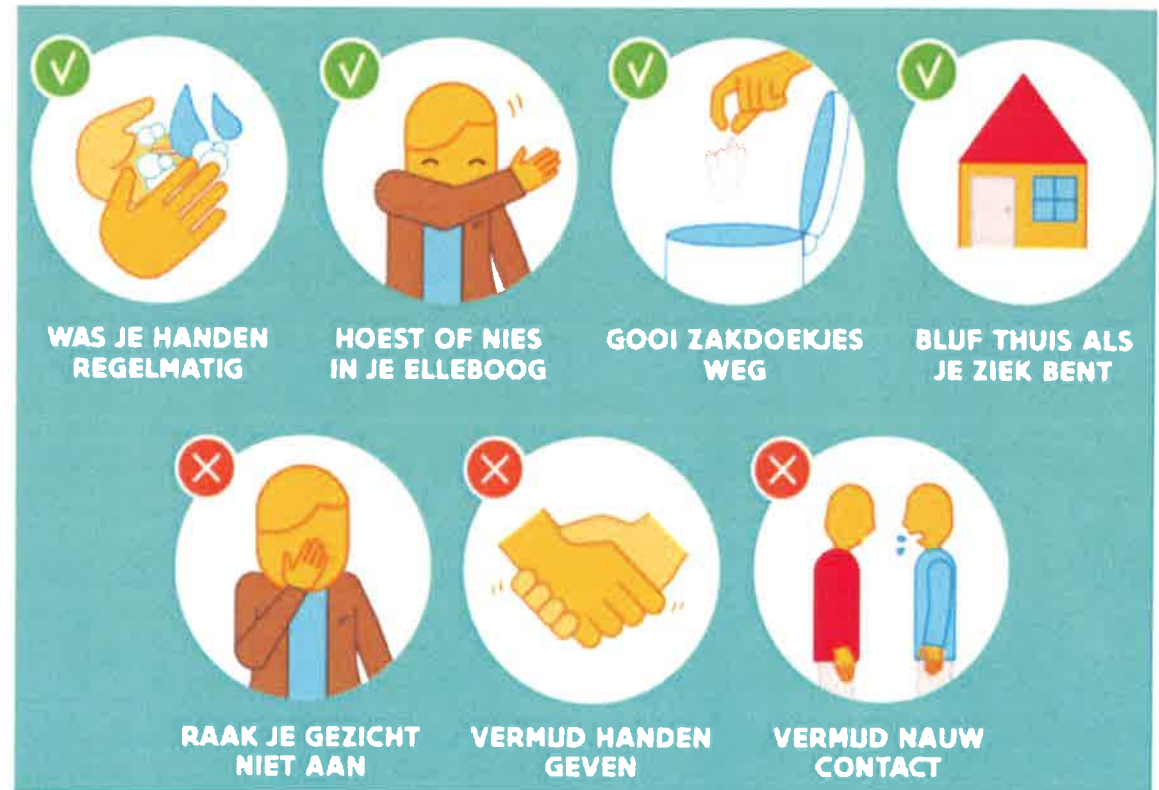 WAS JE HANDEN
REGELMATIG
HOEST OF NIES
IN JE ELLEBOOG
GOOI ZAKDOEKJES
WEG
BLIJF THUIS ALS
JE ZIEK BENT
RAAK JE GEZICHT
NIET AAN
VERMIJD HANDEN
GEVEN
VERMIJD NAUW
CONTACT